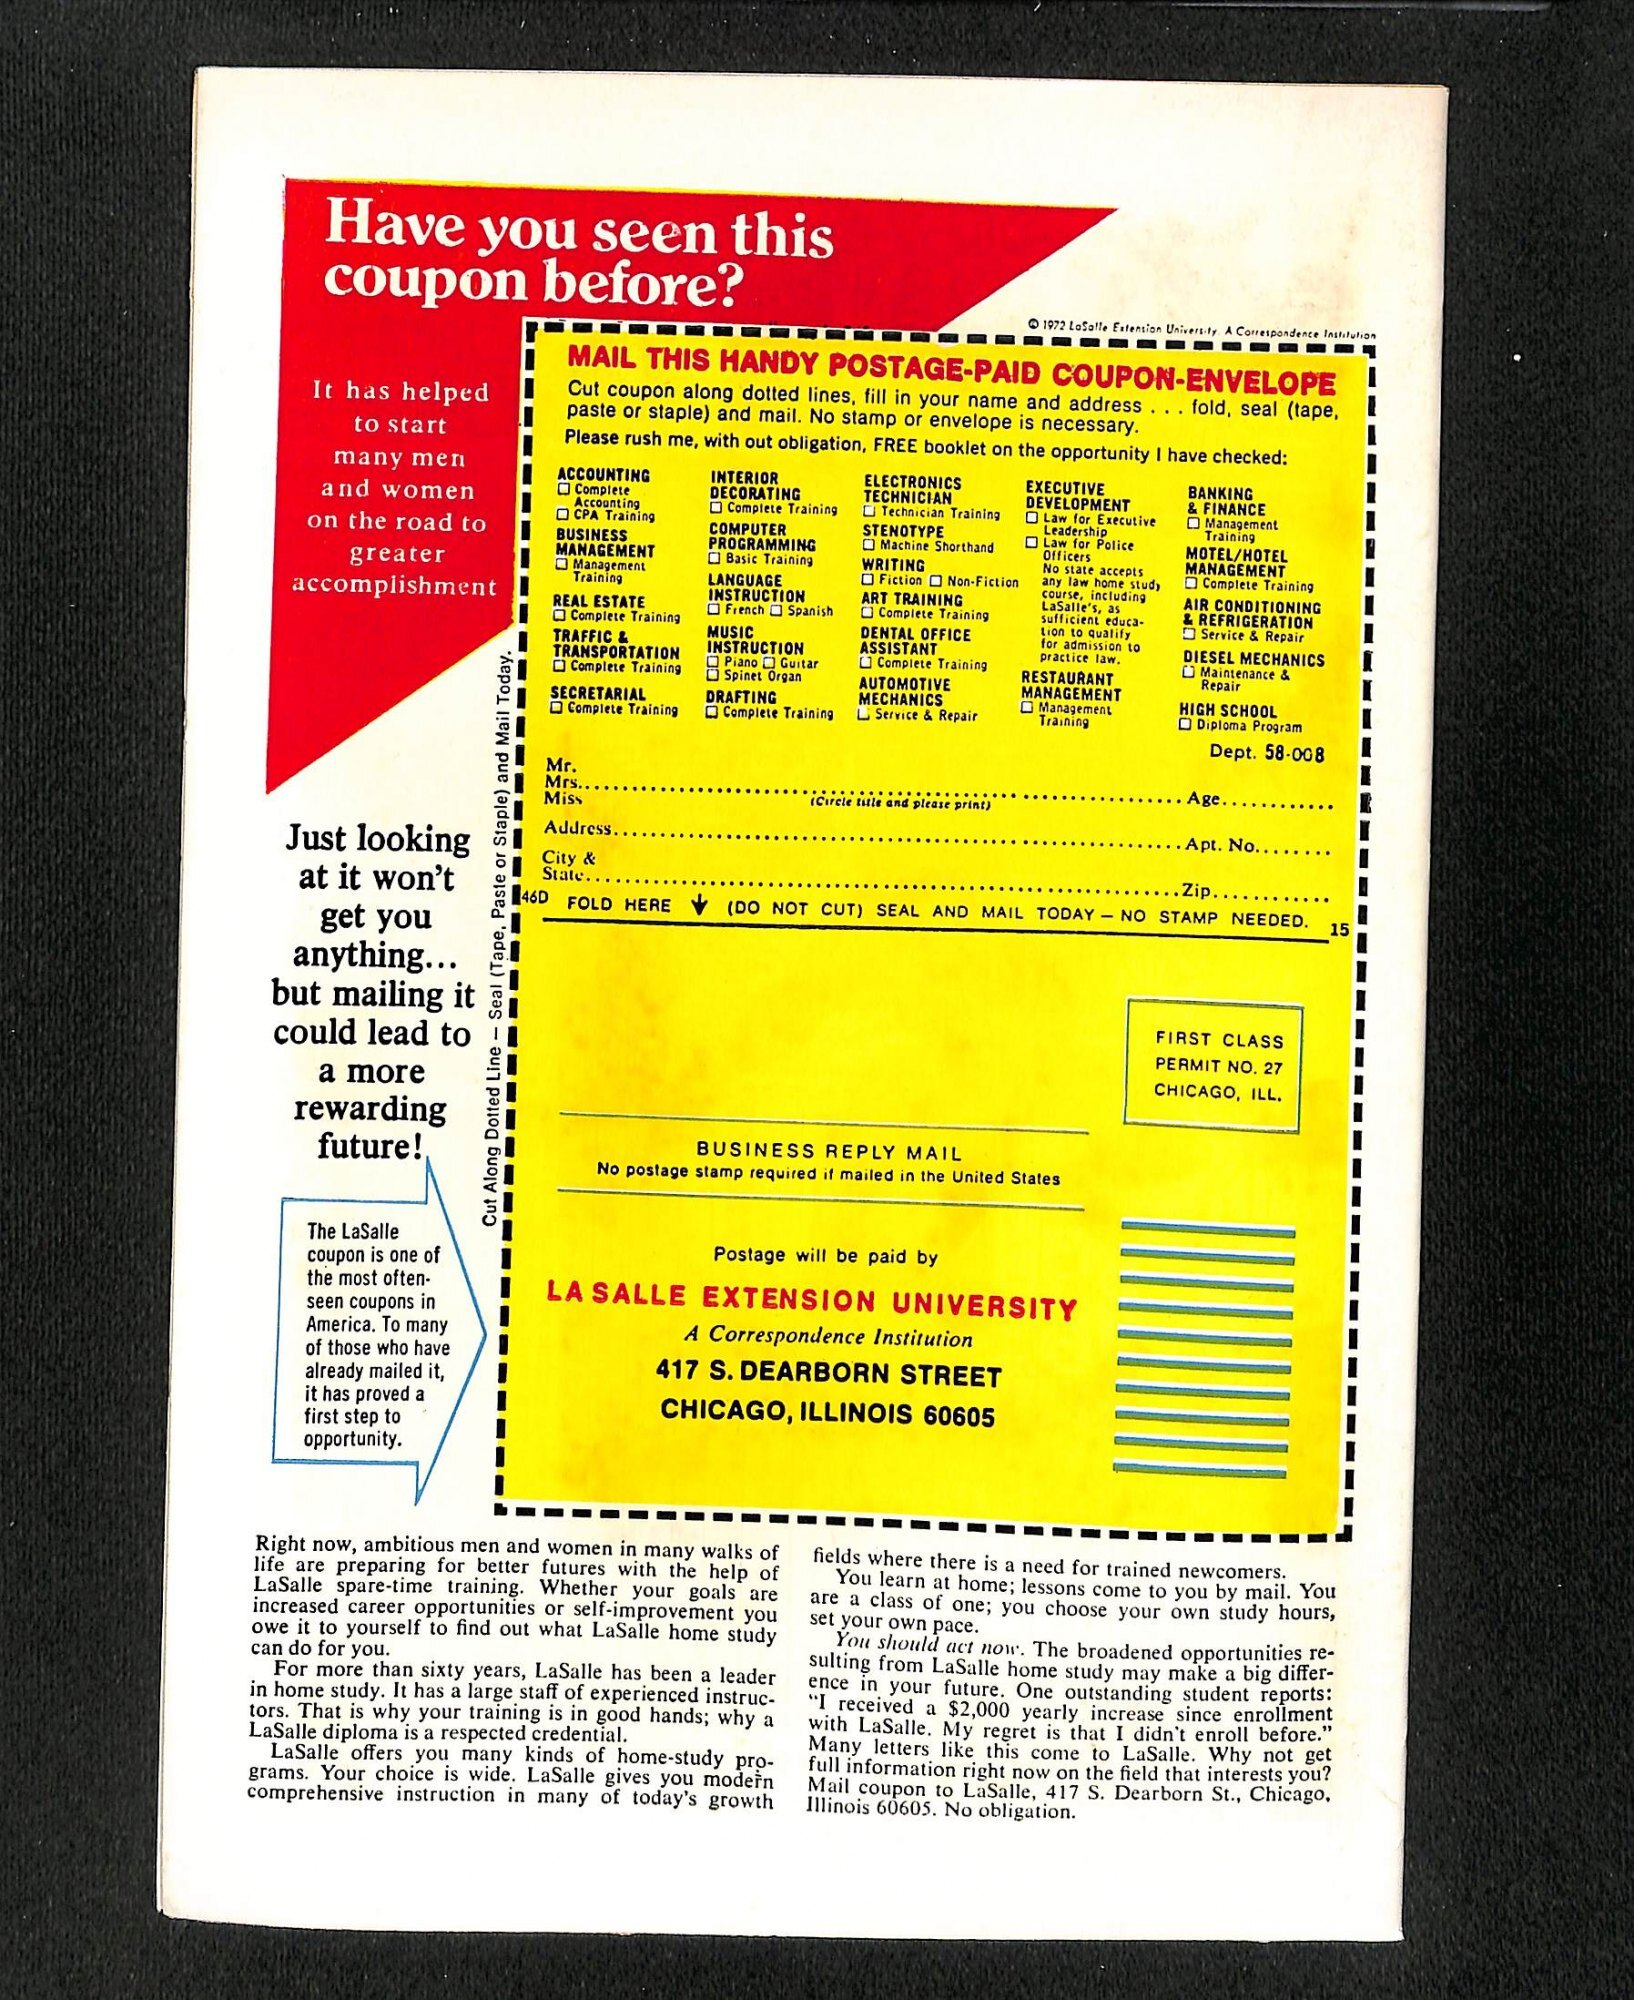 Have you seen this
coupon before?
It has helped
to start
many men
and women
on the road to
greater
accomplishment
© 1972 LaSalle Extension University. A Correspondence Institution
MAIL THIS HANDY POSTAGE-PAID COUPON-ENVELOPE
Cut coupon along dotted lines, fill in your name and address . . . fold, seal (tape,
paste or staple) and mail. No stamp or envelope is necessary.
Please rush me, with out obligation, FREE booklet on the opportunity I have checked:
ACCOUNTING
☐ Complete
Accounting
☐ CPA Training
BUSINESS
MANAGEMENT
☐ Management
Training
REAL ESTATE
☐ Complete Training
TRAFFIC &
TRANSPORTATION
☐ Complete Training
SECRETARIAL
☐ Complete Training
INTERIOR
DECORATING
☐ Complete Training
COMPUTER
PROGRAMMING
☐ Basic Training
LANGUAGE
INSTRUCTION
☐ French ☐ Spanish
MUSIC
INSTRUCTION
☐ Piano ☐ Guitar
☐ Spinet Organ
DRAFTING
☐ Complete Training
ELECTRONICS
TECHNICIAN
☐ Technician Training
STENOTYPE
☐ Machine Shorthand
WRITING
☐ Fiction ☐ Non-Fiction
ART TRAINING
☐ Complete Training
DENTAL OFFICE
ASSISTANT
☐ Complete Training
AUTOMOTIVE
MECHANICS
☐ Service & Repair
EXECUTIVE
DEVELOPMENT
☐ Law for Executive
Leadership
☐ Law for Police
Officers
No state accepts
any law home study
course, including
LaSalle's, as
sufficient educa-
tion to qualify
for admission to
practice law.
RESTAURANT
MANAGEMENT
☐ Management
Training
BANKING
& FINANCE
☐ Management
Training
MOTEL/HOTEL
MANAGEMENT
☐ Complete Training
AIR CONDITIONING
& REFRIGERATION
☐ Service & Repair
DIESEL MECHANICS
☐ Maintenance &
Repair
HIGH SCHOOL
☐ Diploma Program
Dept. 58-008
Mr.
Mrs. Age
Miss (Circle title and please print)
Address Apt. No.
City &
State Zip
46D FOLD HERE ↓ (DO NOT CUT) SEAL AND MAIL TODAY — NO STAMP NEEDED. 15
Cut Along Dotted Line — Seal (Tape, Paste or Staple) and Mail Today.
Just looking
at it won't
get you
anything...
but mailing it
could lead to
a more
rewarding
future!
The LaSalle
coupon is one of
the most often-
seen coupons in
America. To many
of those who have
already mailed it,
it has proved a
first step to
opportunity.
FIRST CLASS
PERMIT NO. 27
CHICAGO, ILL.
BUSINESS REPLY MAIL
No postage stamp required if mailed in the United States
Postage will be paid by
LA SALLE EXTENSION UNIVERSITY
A Correspondence Institution
417 S. DEARBORN STREET
CHICAGO, ILLINOIS 60605
Right now, ambitious men and women in many walks of
life are preparing for better futures with the help of
LaSalle spare-time training. Whether your goals are
increased career opportunities or self-improvement you
owe it to yourself to find out what LaSalle home study
can do for you.
For more than sixty years, LaSalle has been a leader
in home study. It has a large staff of experienced instruc-
tors. That is why your training is in good hands; why a
LaSalle diploma is a respected credential.
LaSalle offers you many kinds of home-study pro-
grams. Your choice is wide. LaSalle gives you modern
comprehensive instruction in many of today's growth
fields where there is a need for trained newcomers.
You learn at home; lessons come to you by mail. You
are a class of one; you choose your own study hours,
set your own pace.
You should act now. The broadened opportunities re-
sulting from LaSalle home study may make a big differ-
ence in your future. One outstanding student reports:
"I received a $2,000 yearly increase since enrollment
with LaSalle. My regret is that I didn't enroll before."
Many letters like this come to LaSalle. Why not get
full information right now on the field that interests you?
Mail coupon to LaSalle, 417 S. Dearborn St., Chicago,
Illinois 60605. No obligation.